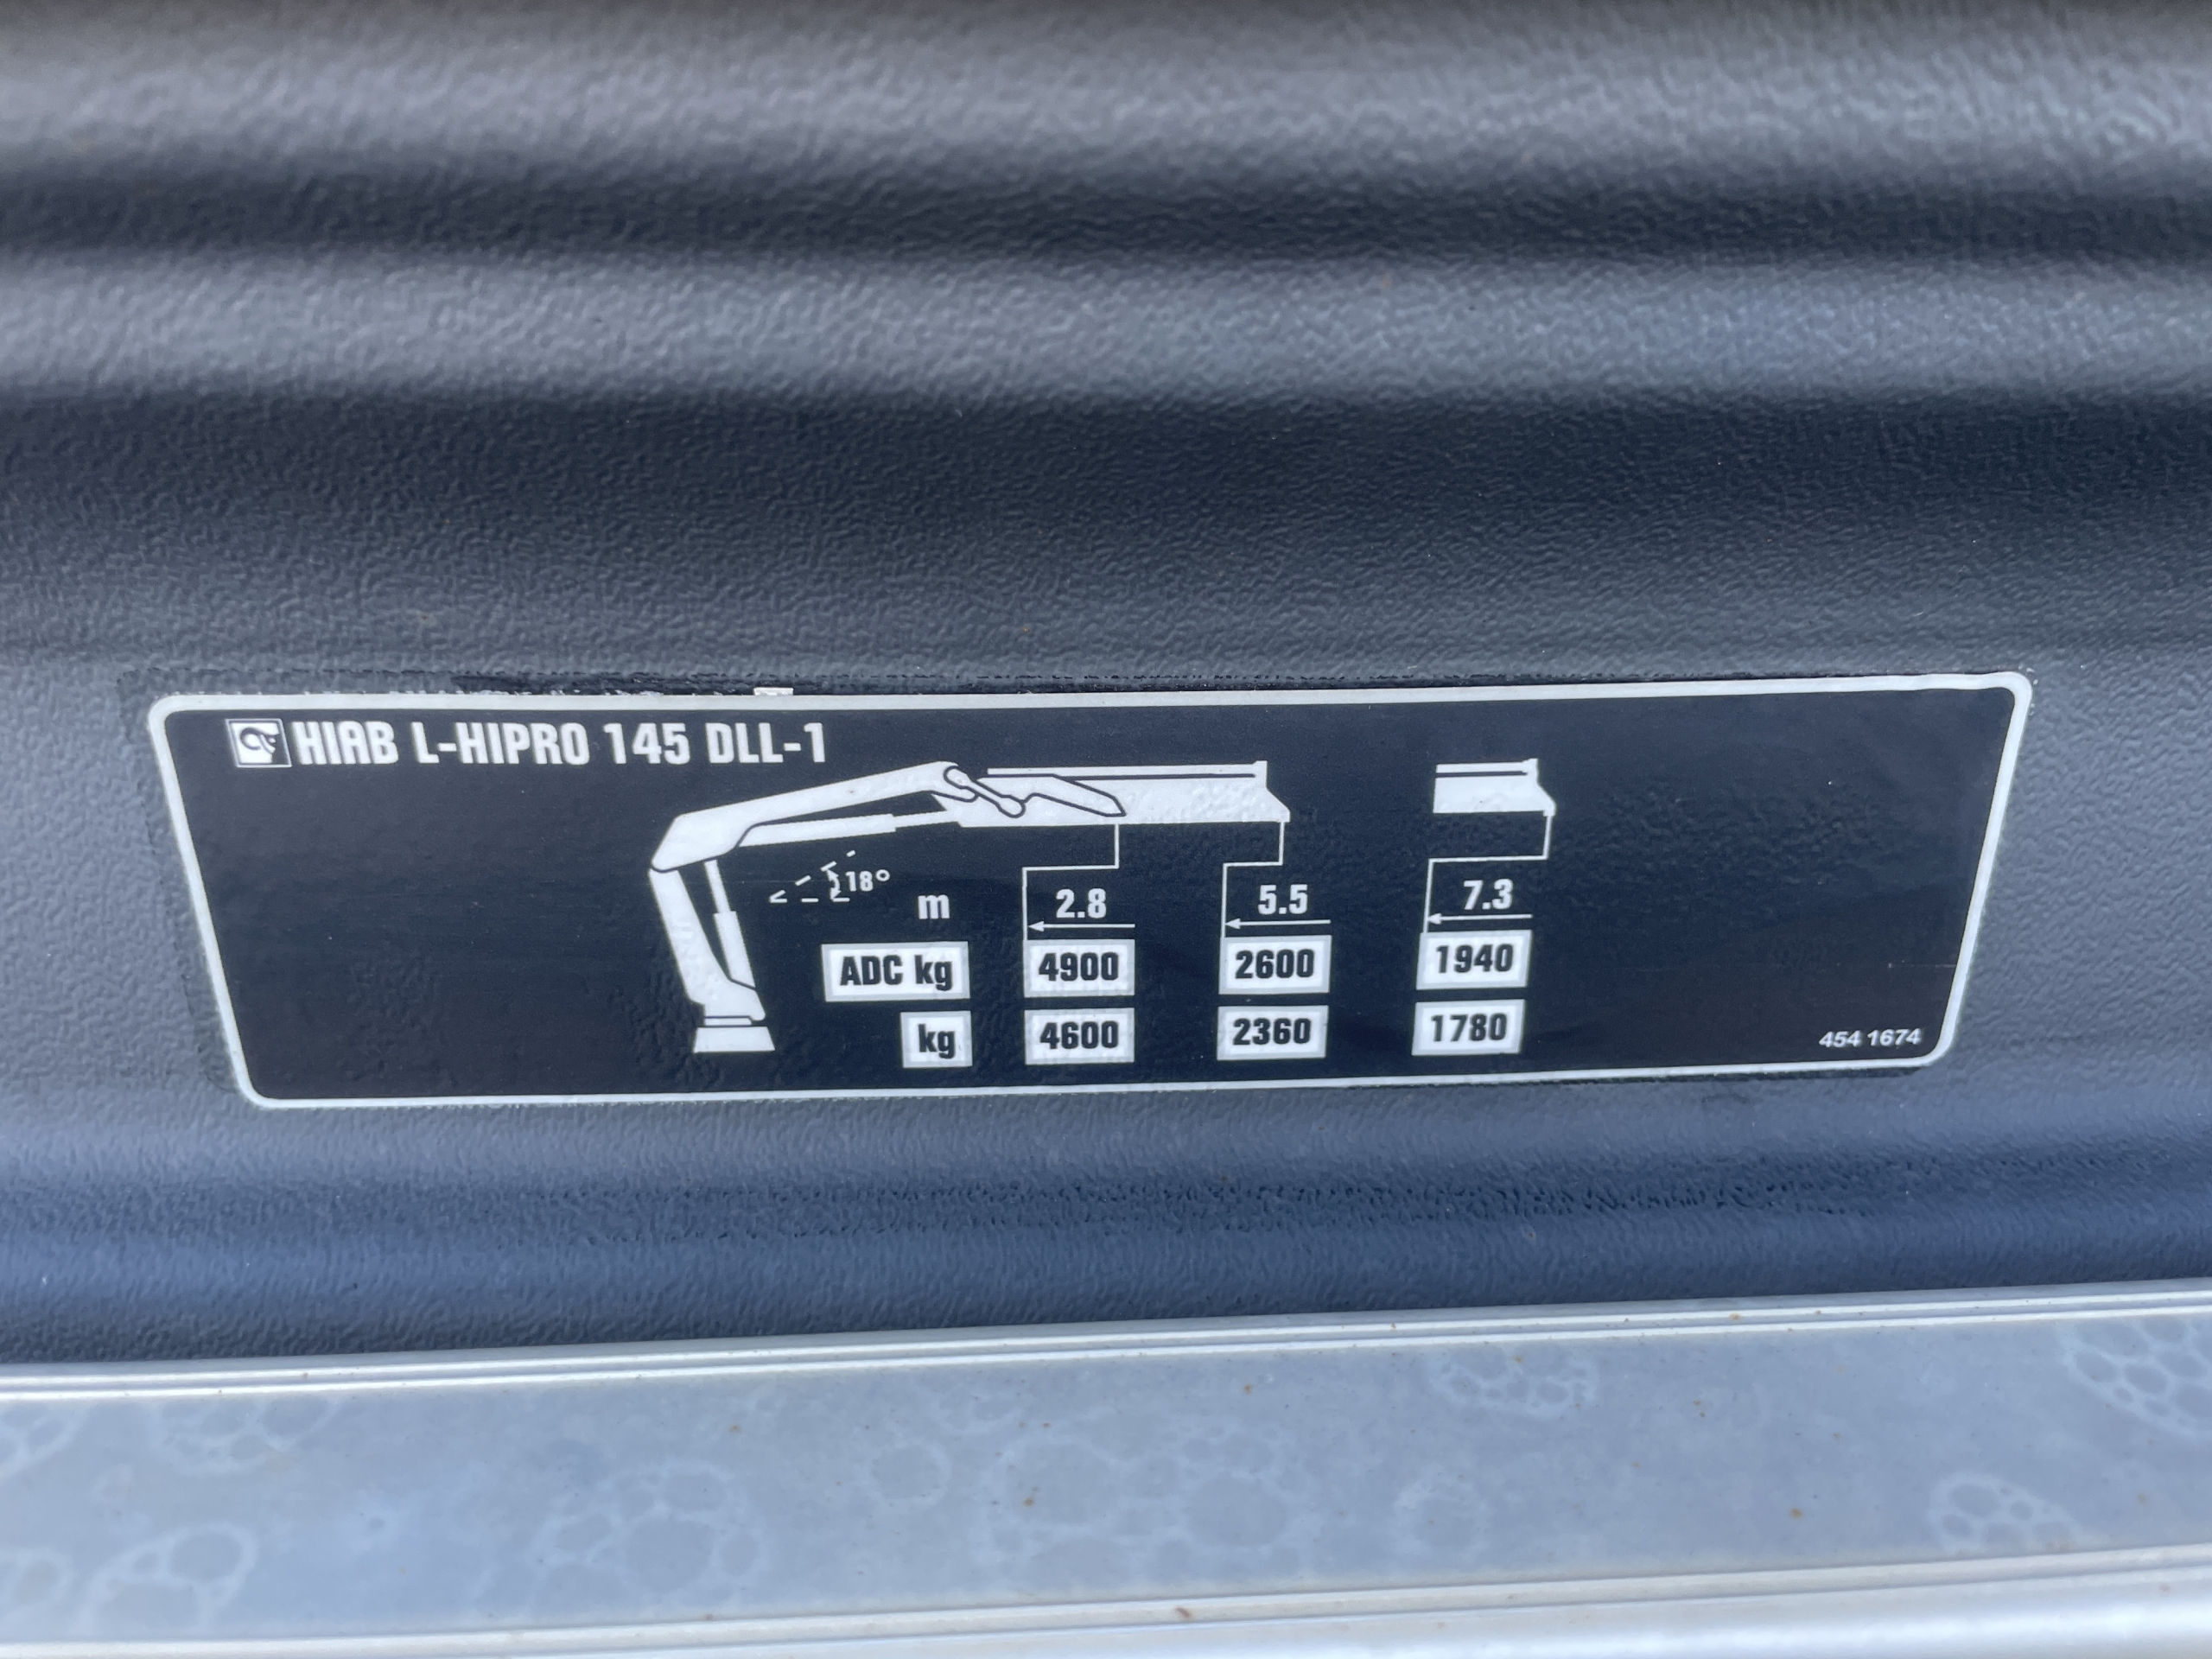 HIAB L-HIPRO 145 DLL-1
18°
m 2.8 5.5 7.3
ADC kg 4900 2600 1940
kg 4600 2360 1780
454 1674